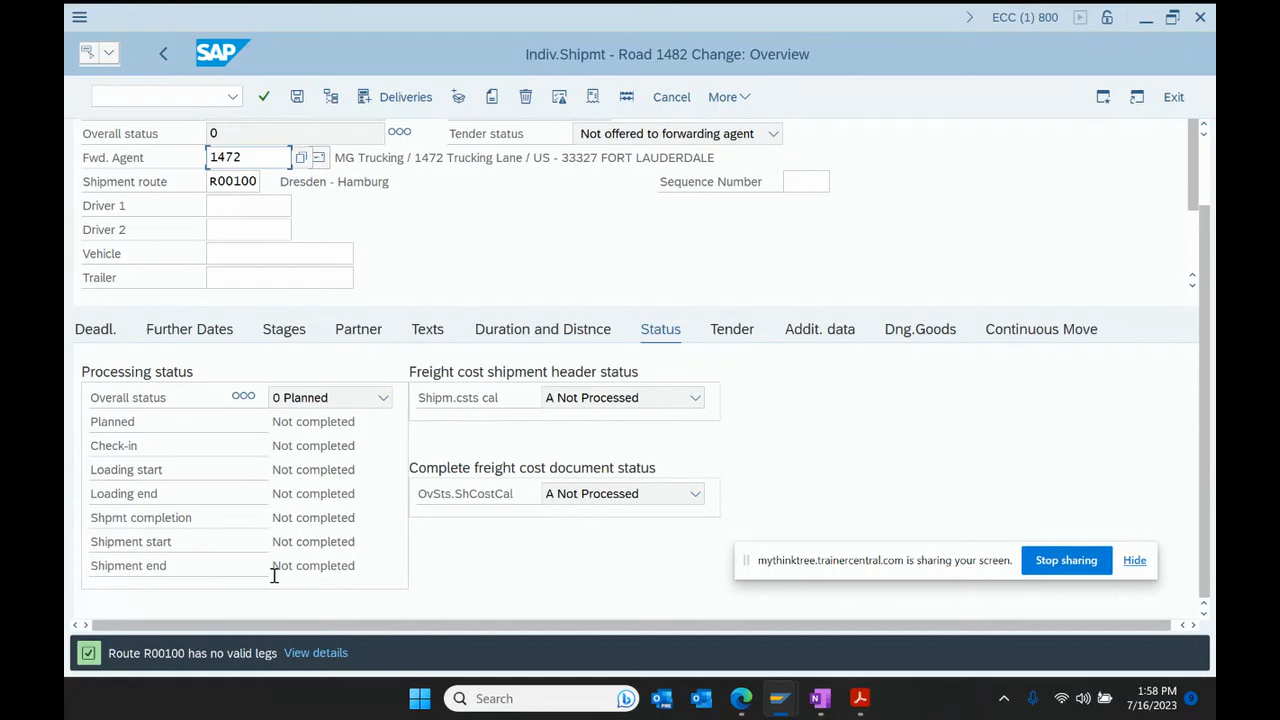 ECC (1) 800
SAP Indiv.Shipmt - Road 1482 Change: Overview
Deliveries Cancel More Exit
Overall status 0 Tender status Not offered to forwarding agent
Fwd. Agent 1472 MG Trucking / 1472 Trucking Lane / US - 33327 FORT LAUDERDALE
Shipment route R00100 Dresden - Hamburg Sequence Number
Driver 1
Driver 2
Vehicle
Trailer
Deadl. Further Dates Stages Partner Texts Duration and Distnce Status Tender Addit. data Dng.Goods Continuous Move
Processing status Freight cost shipment header status
Overall status 0 Planned Shipm.csts cal A Not Processed
Planned Not completed
Check-in Not completed
Loading start Not completed Complete freight cost document status
Loading end Not completed OvSts.ShCostCal A Not Processed
Shpmt completion Not completed
Shipment start Not completed
Shipment end Not completed
mythinktree.trainercentral.com is sharing your screen. Stop sharing Hide
Route R00100 has no valid legs View details
Search 1:58 PM
7/16/2023